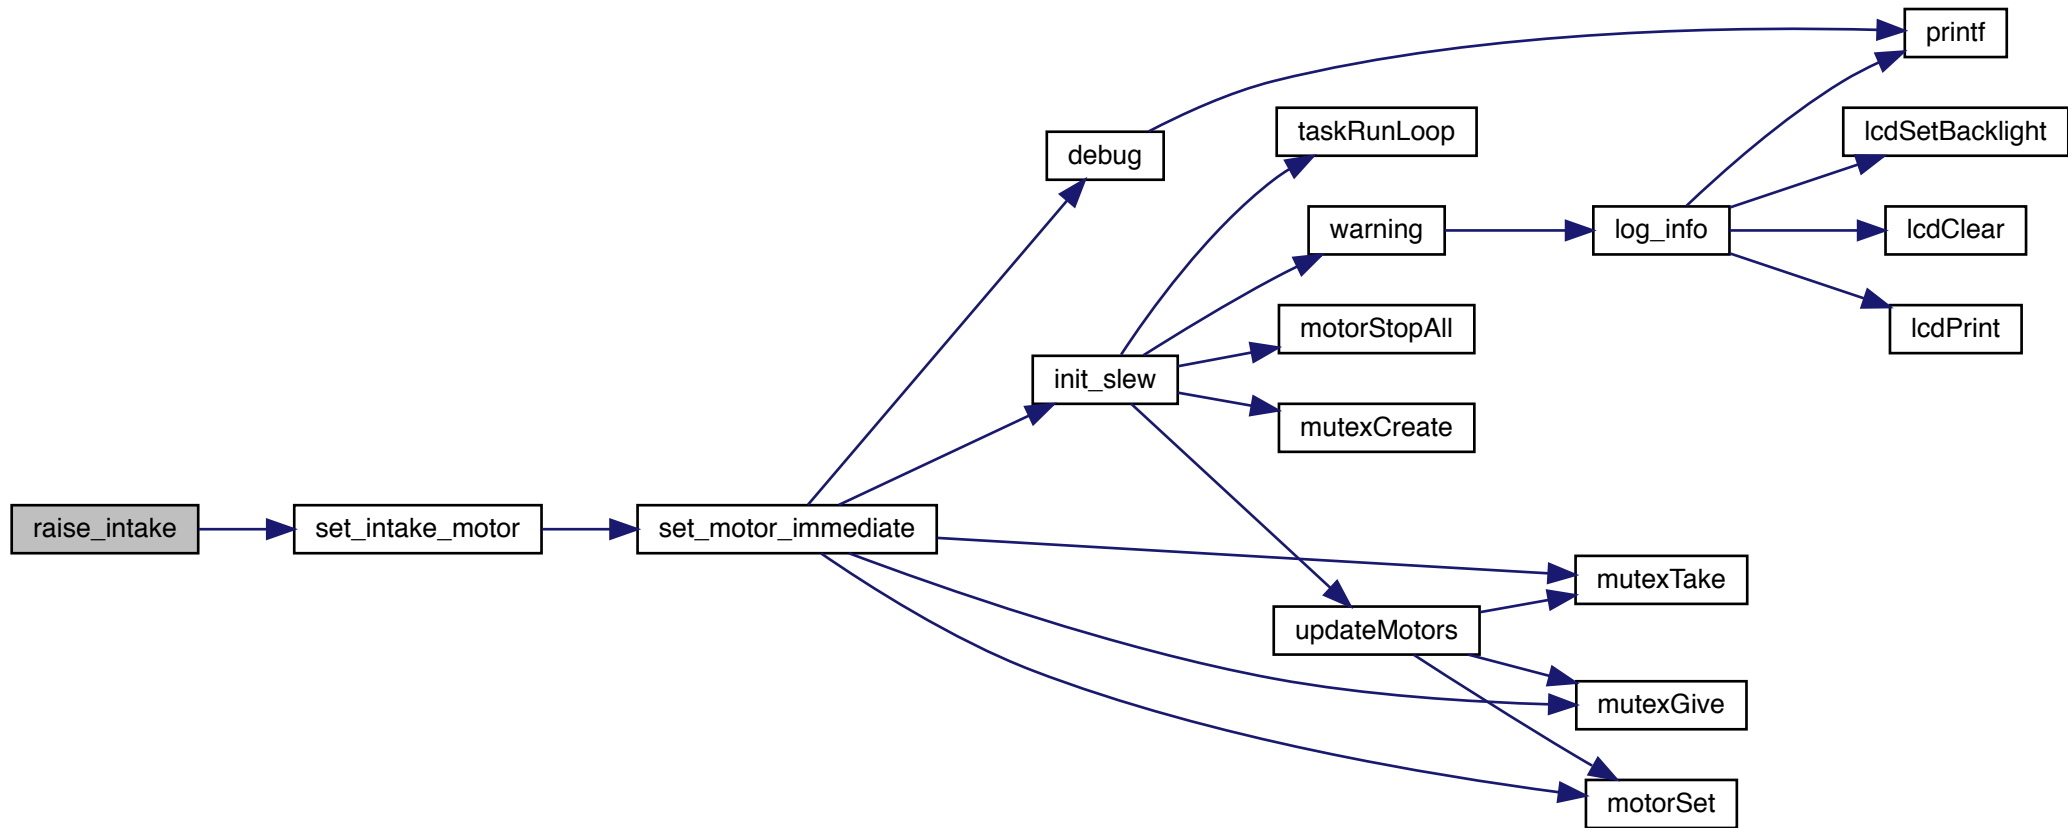 printf
lcdSetBacklight
taskRunLoop
debug
warning
log_info
lcdClear
motorStopAll
lcdPrint
init_slew
mutexCreate
raise_intake
set_intake_motor
set_motor_immediate
mutexTake
updateMotors
mutexGive
motorSet